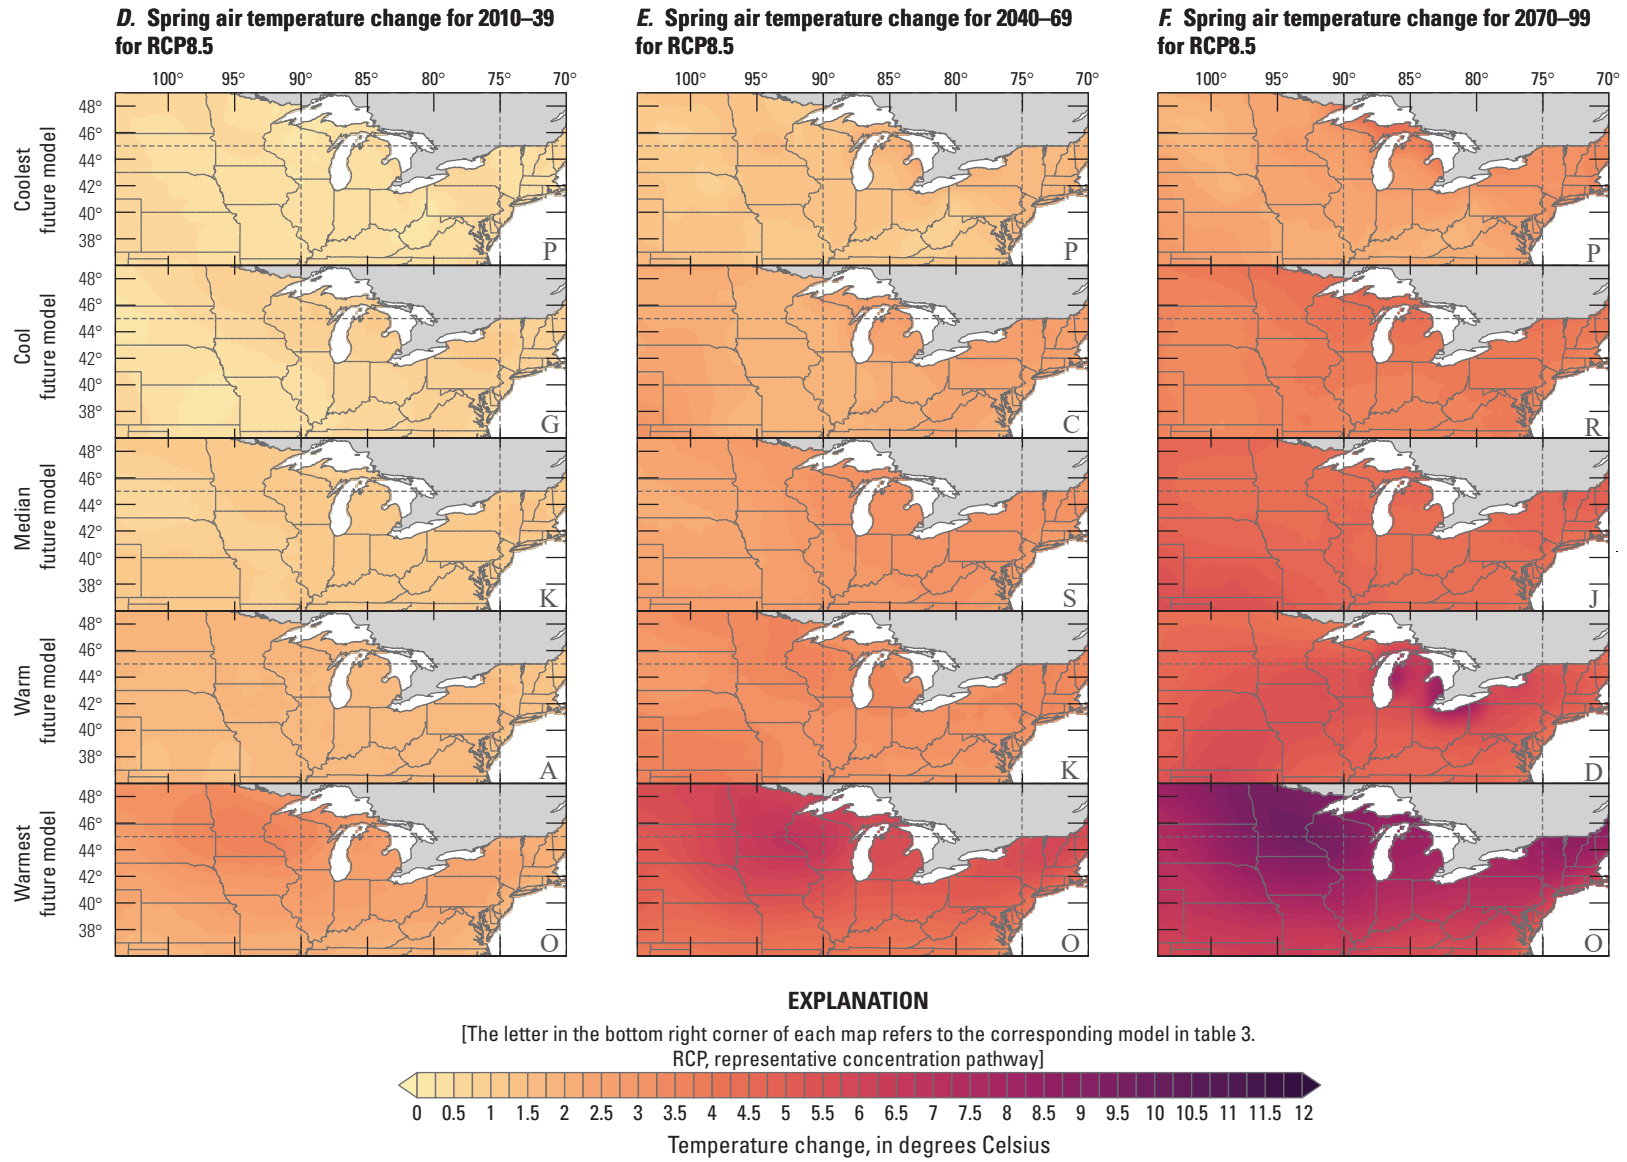 D. Spring air temperature change for 2010–39
for RCP8.5
E. Spring air temperature change for 2040–69
for RCP8.5
F. Spring air temperature change for 2070–99
for RCP8.5
100° 95° 90° 85° 80° 75° 70°
100° 95° 90° 85° 80° 75° 70°
100° 95° 90° 85° 80° 75° 70°
Coolest
future model
48°
46°
44°
42°
40°
38°
P
P
P
Cool
future model
48°
46°
44°
42°
40°
38°
G
C
R
Median
future model
48°
46°
44°
42°
40°
38°
K
S
J
Warm
future model
48°
46°
44°
42°
40°
38°
A
K
D
Warmest
future model
48°
46°
44°
42°
40°
38°
O
O
O
EXPLANATION
[The letter in the bottom right corner of each map refers to the corresponding model in table 3.
RCP, representative concentration pathway]
0 0.5 1 1.5 2 2.5 3 3.5 4 4.5 5 5.5 6 6.5 7 7.5 8 8.5 9 9.5 10 10.5 11 11.5 12
Temperature change, in degrees Celsius